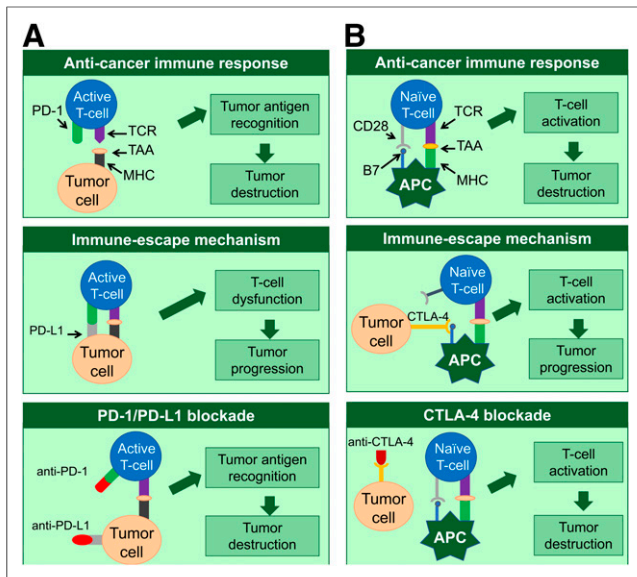 A
Anti-cancer immune response
Active
T-cell
PD-1
TCR
TAA
MHC
Tumor
cell
Tumor antigen
recognition
Tumor
destruction
Immune-escape mechanism
Active
T-cell
PD-L1
Tumor
cell
T-cell
dysfunction
Tumor
progression
PD-1/PD-L1 blockade
Active
T-cell
anti-PD-1
anti-PD-L1
Tumor
cell
Tumor antigen
recognition
Tumor
destruction
B
Anti-cancer immune response
Naïve
T-cell
CD28
B7
TCR
TAA
MHC
APC
T-cell
activation
Tumor
destruction
Immune-escape mechanism
Naïve
T-cell
Tumor
cell
CTLA-4
APC
T-cell
activation
Tumor
progression
CTLA-4 blockade
anti-CTLA-4
Naïve
T-cell
Tumor
cell
APC
T-cell
activation
Tumor
destruction